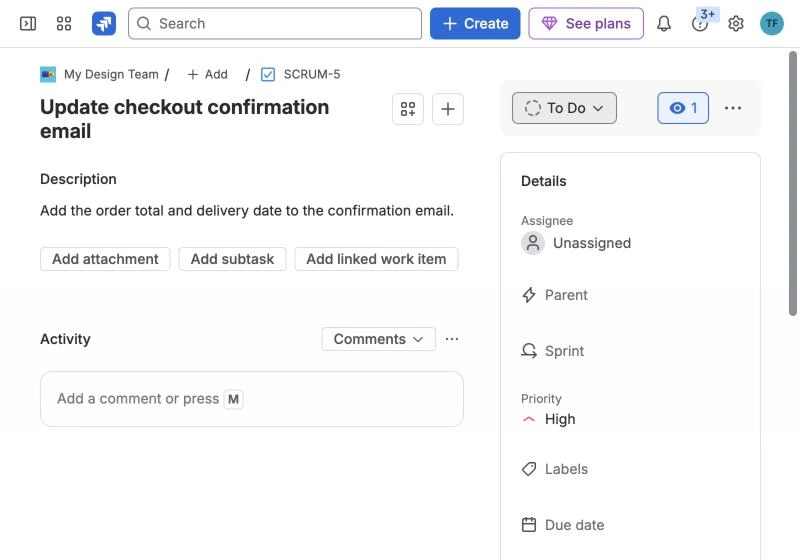 Search
Create
See plans
3+
TF
My Design Team / Add / SCRUM-5
Update checkout confirmation
email
To Do
1
Description
Add the order total and delivery date to the confirmation email.
Add attachment
Add subtask
Add linked work item
Activity
Comments
Add a comment or press M
Details
Assignee
Unassigned
Parent
Sprint
Priority
High
Labels
Due date